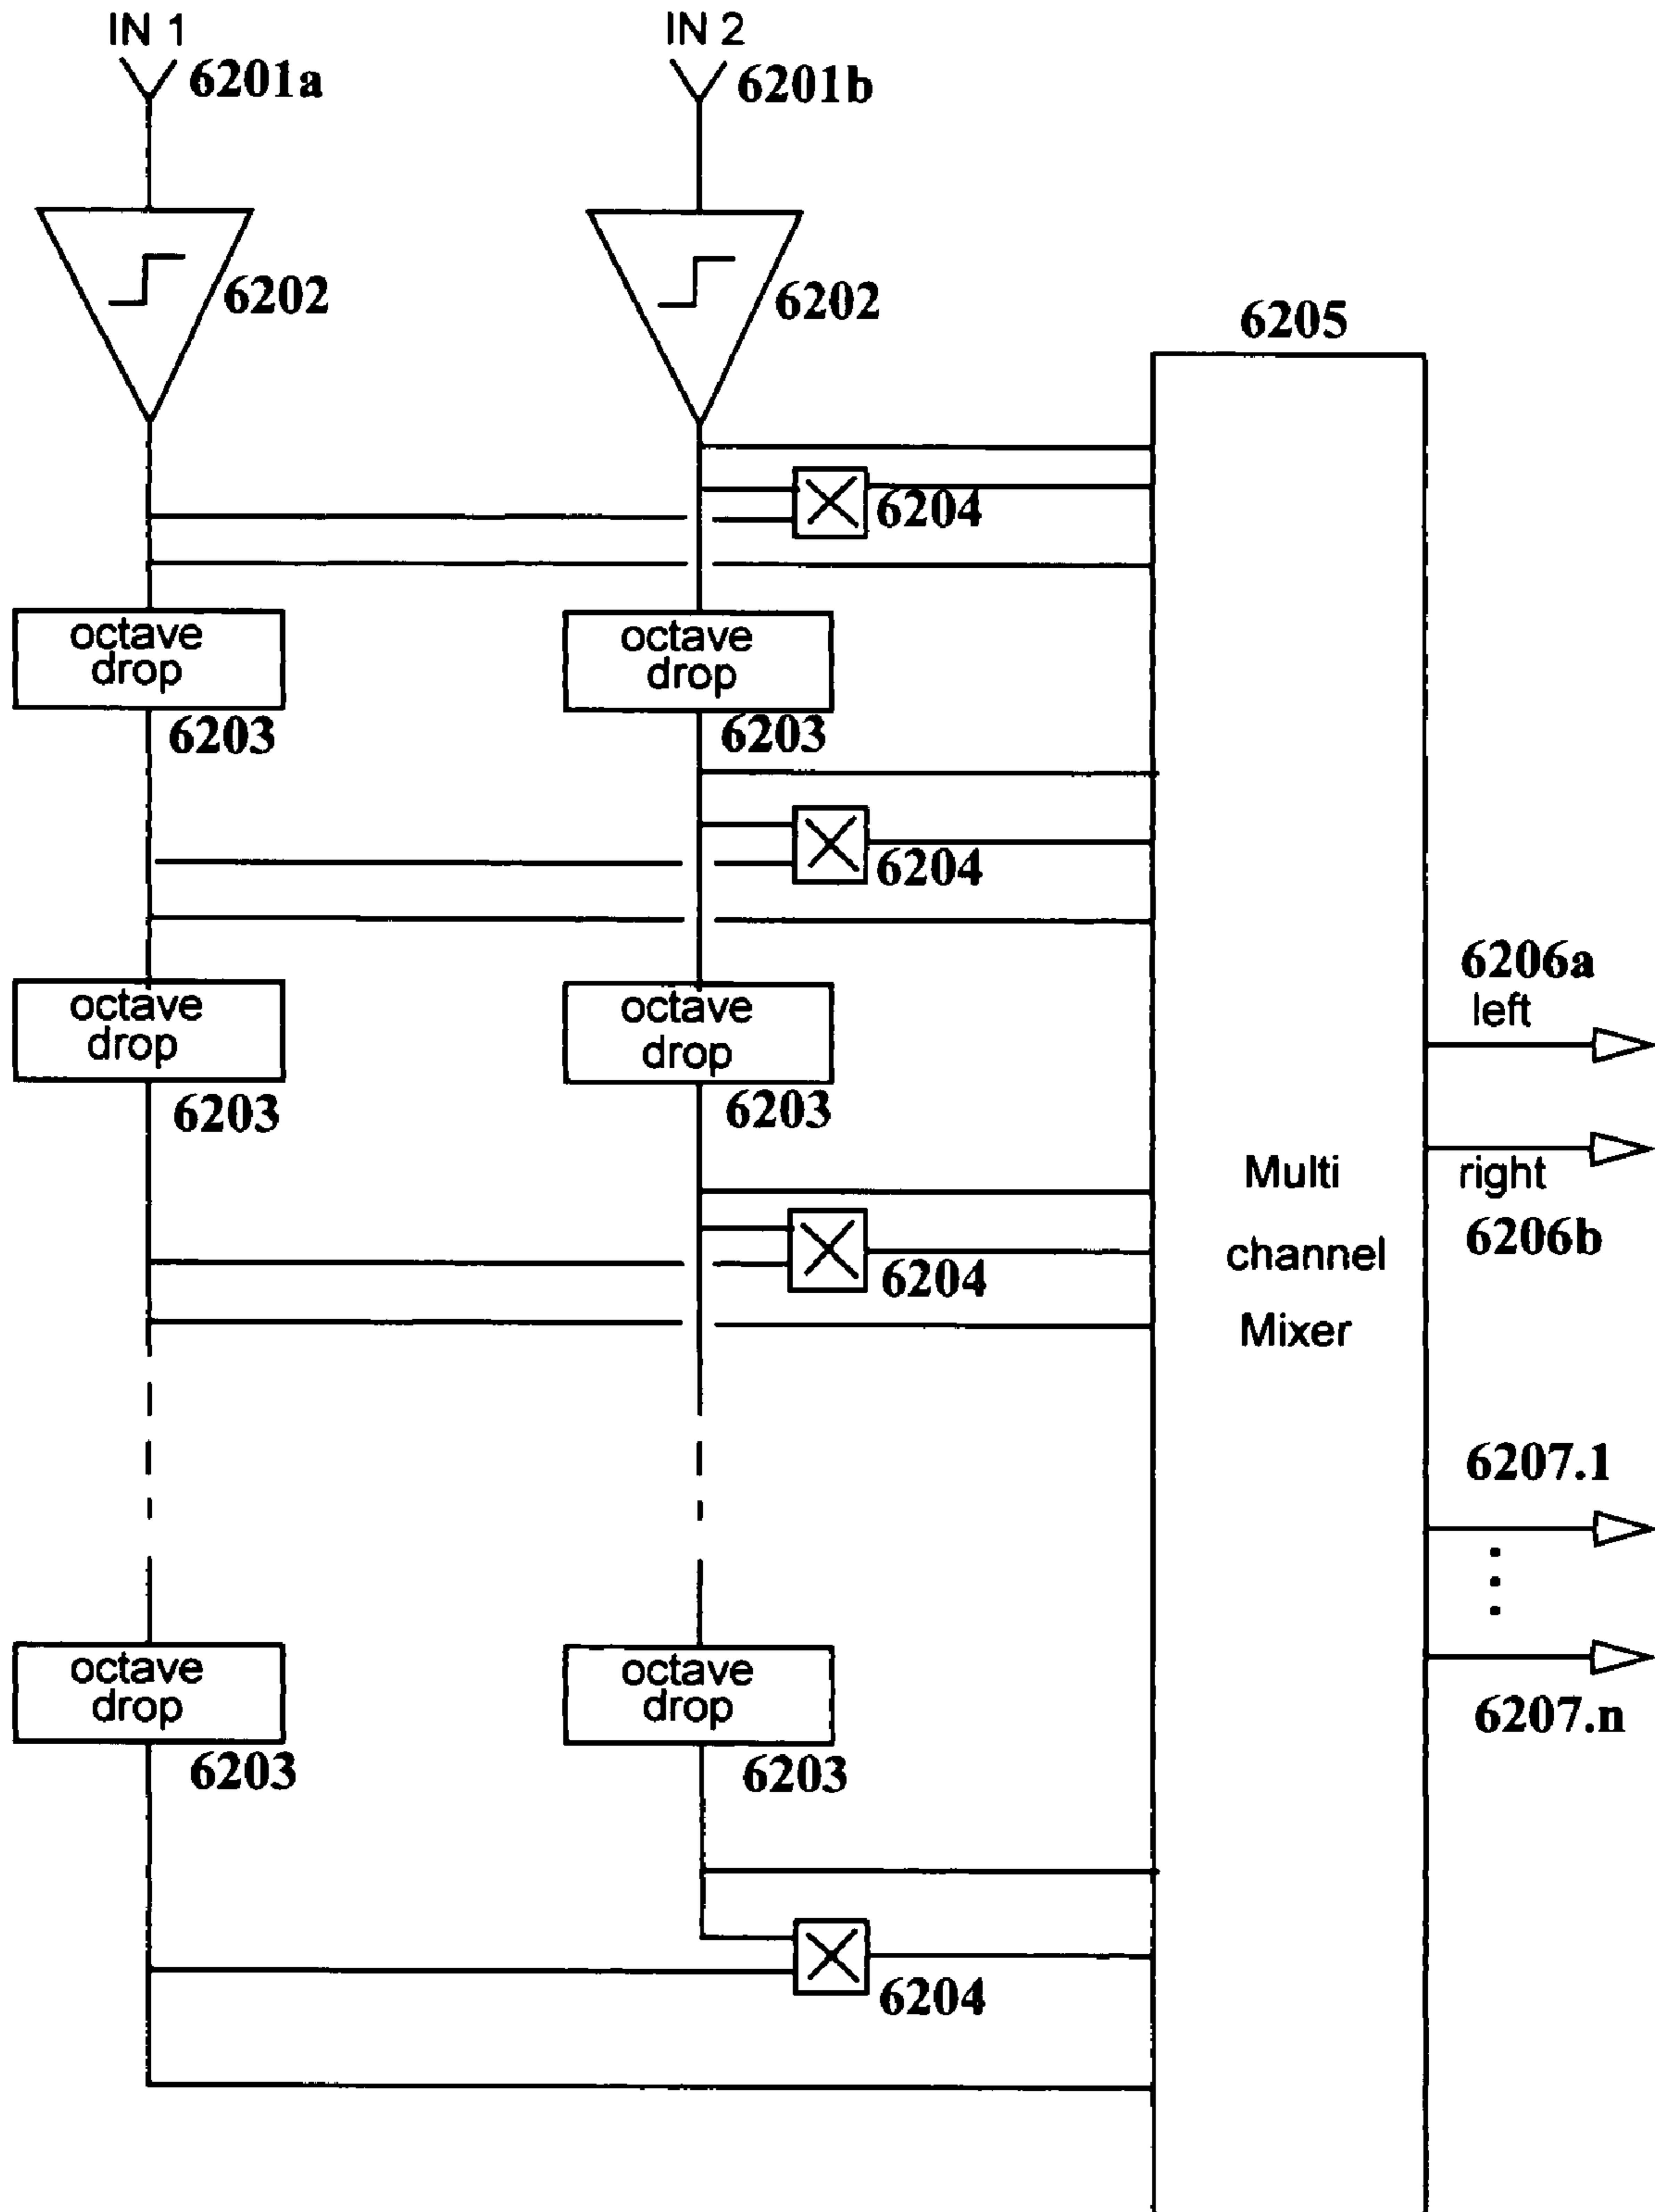 IN 1
6201a
IN 2
6201b
6202
6202
6205
6204
octave
drop
6203
octave
drop
6203
6204
octave
drop
6203
octave
drop
6203
6206a
left
right
6206b
Multi
channel
Mixer
6204
6207.1
6207.n
octave
drop
6203
octave
drop
6203
6204